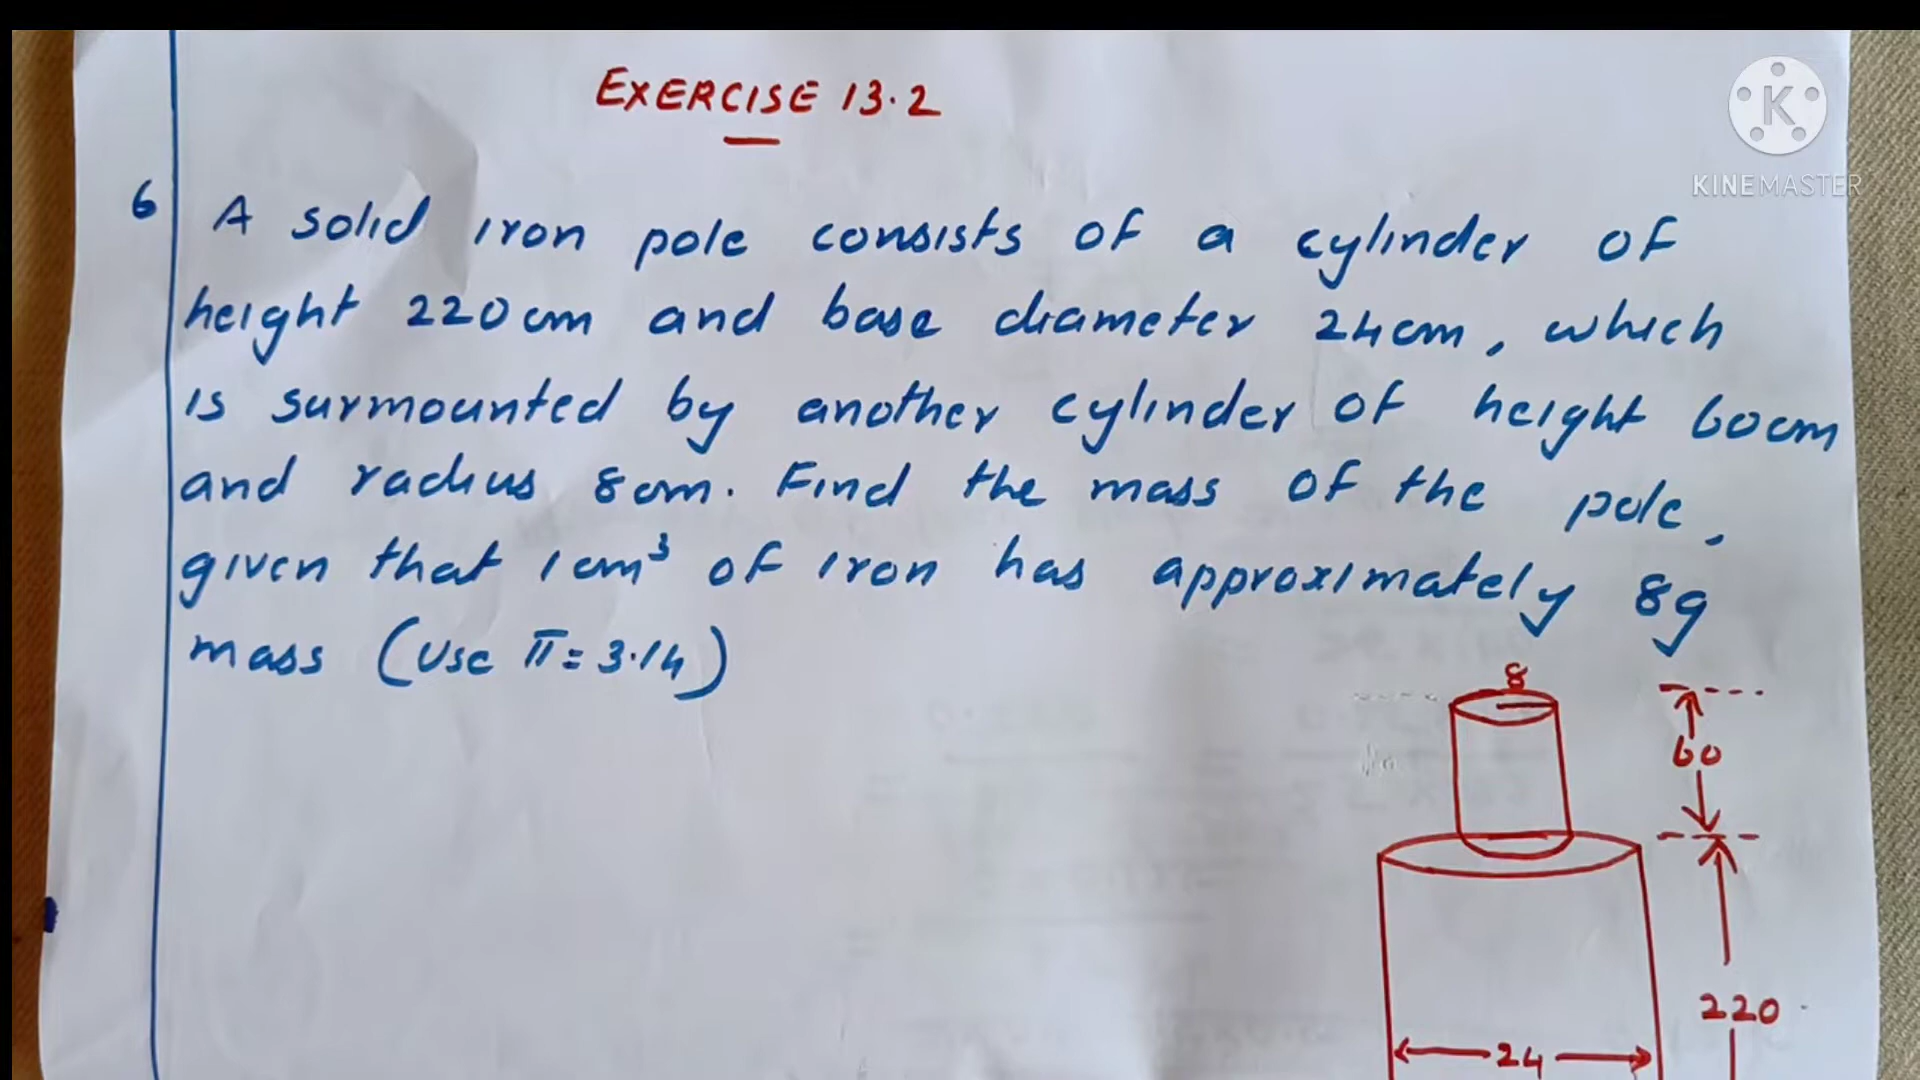 EXERCISE 13.2
K
KINEMASTER
6 A solid iron pole consists of a cylinder of
height 220cm and base diameter 24cm, which
is surmounted by another cylinder of height 60cm
and radius 8cm. Find the mass of the pole,
given that 1cm³ of iron has approximately 8g
mass (Use π=3.14)
8
60
220
24